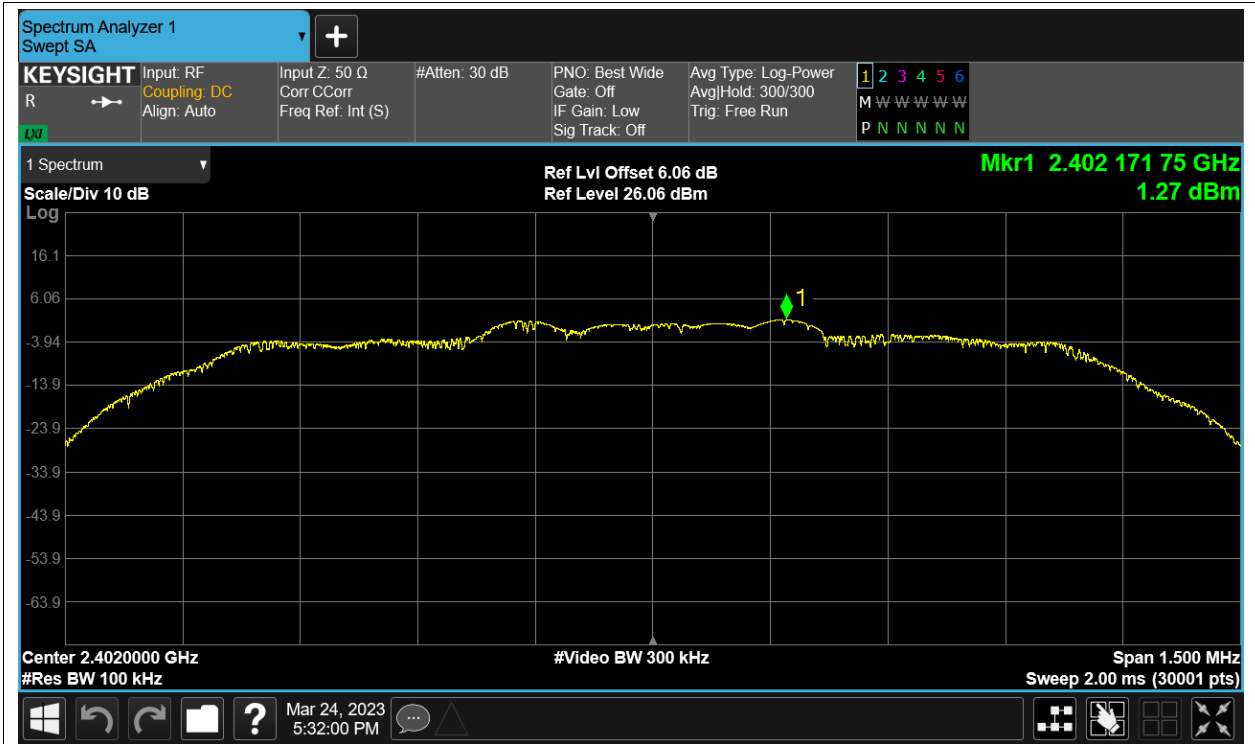 Spectrum Analyzer 1
Swept SA
KEYSIGHT
R
LXI
Input: RF
Coupling: DC
Align: Auto
Input Z: 50 Ω
Corr CCorr
Freq Ref: Int (S)
#Atten: 30 dB
PNO: Best Wide
Gate: Off
IF Gain: Low
Sig Track: Off
Avg Type: Log-Power
Avg|Hold: 300/300
Trig: Free Run
1 2 3 4 5 6
M W W W W W
P N N N N N
1 Spectrum
Scale/Div 10 dB
Log
Ref Lvl Offset 6.06 dB
Ref Level 26.06 dBm
Mkr1 2.402 171 75 GHz
1.27 dBm
16.1
6.06
1
-3.94
-13.9
-23.9
-33.9
-43.9
-53.9
-63.9
Center 2.4020000 GHz
#Video BW 300 kHz
Span 1.500 MHz
#Res BW 100 kHz
Sweep 2.00 ms (30001 pts)
?
Mar 24, 2023
5:32:00 PM